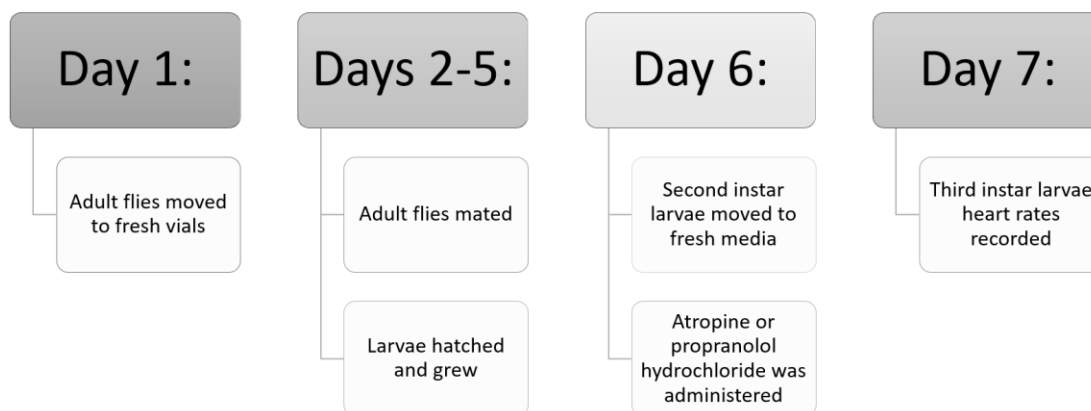 Day 1:
Adult flies moved
to fresh vials
Days 2-5:
Adult flies mated
Larvae hatched
and grew
Day 6:
Second instar
larvae moved to
fresh media
Atropine or
propranolol
hydrochloride was
administered
Day 7:
Third instar larvae
heart rates
recorded